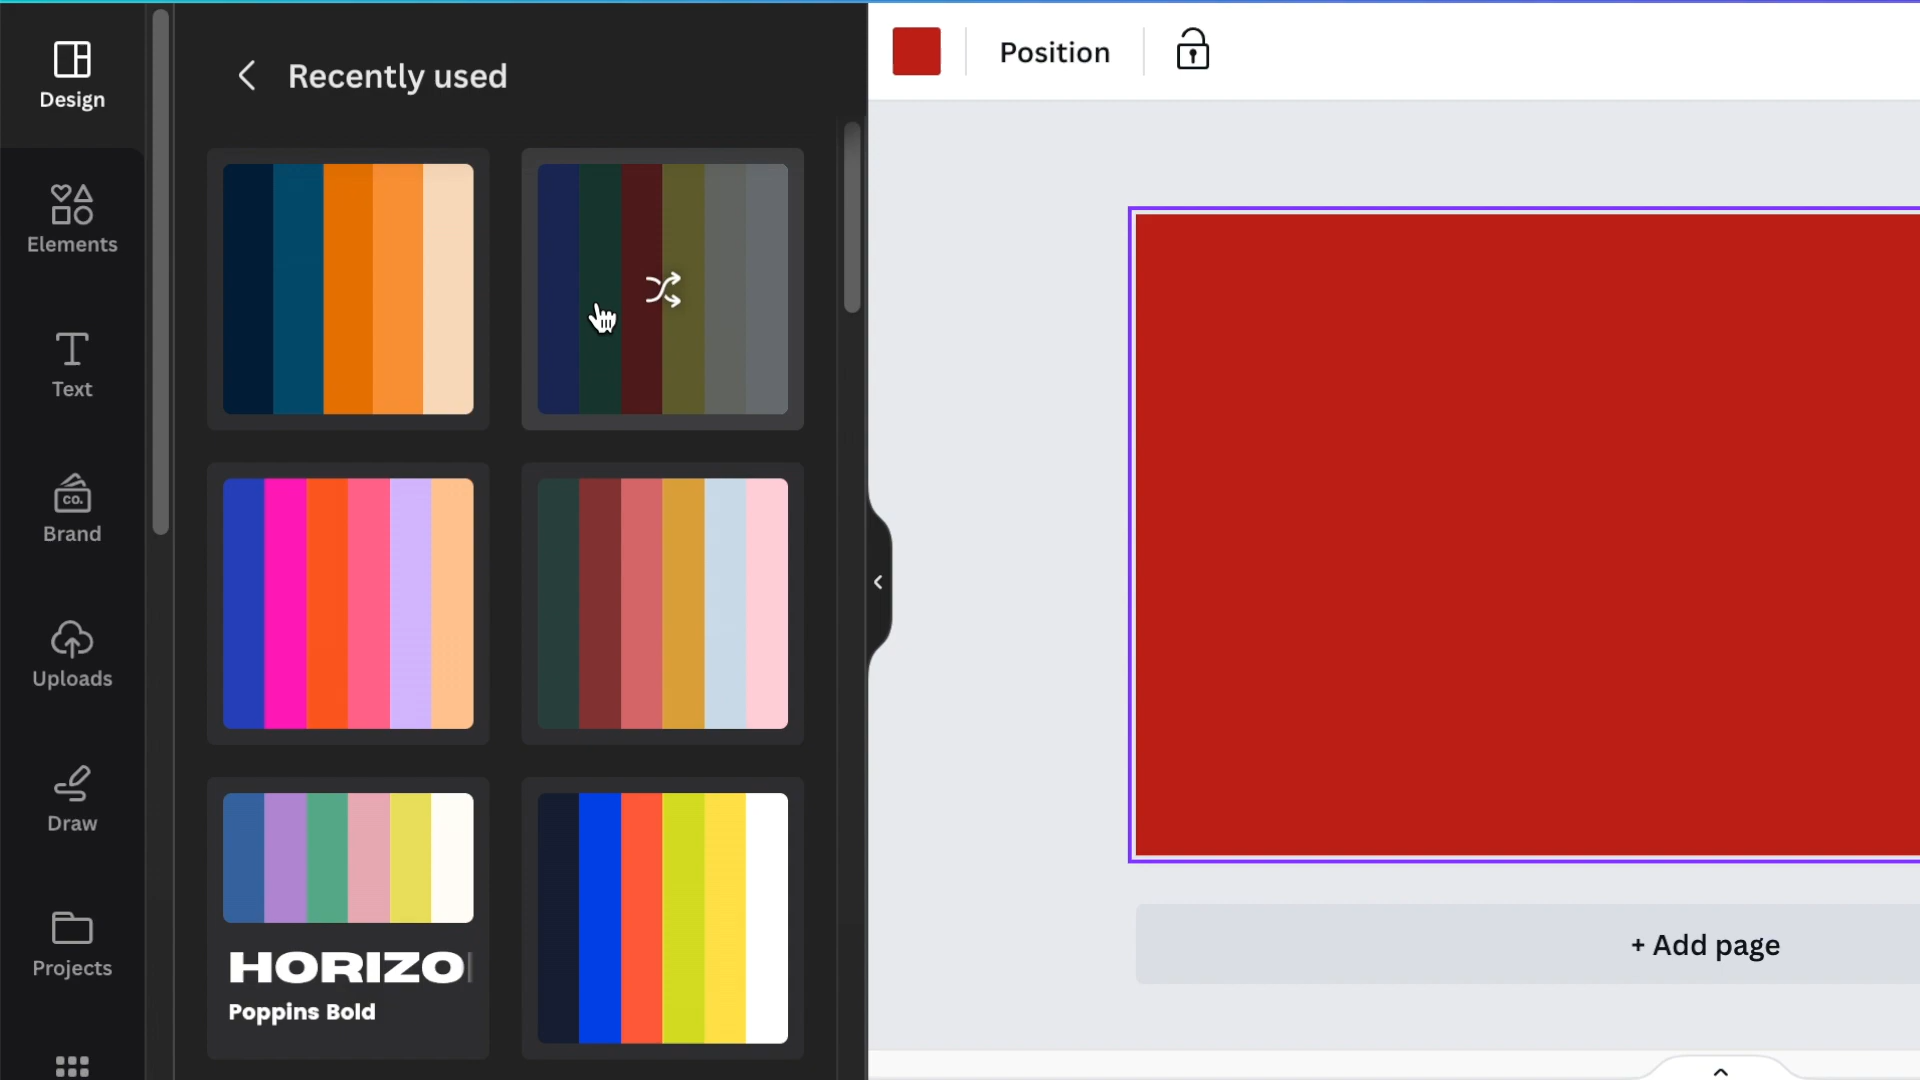 Design
Elements
Text
CO.
Brand
Uploads
Draw
Projects
Recently used
HORIZO
Poppins Bold
Position
+ Add page